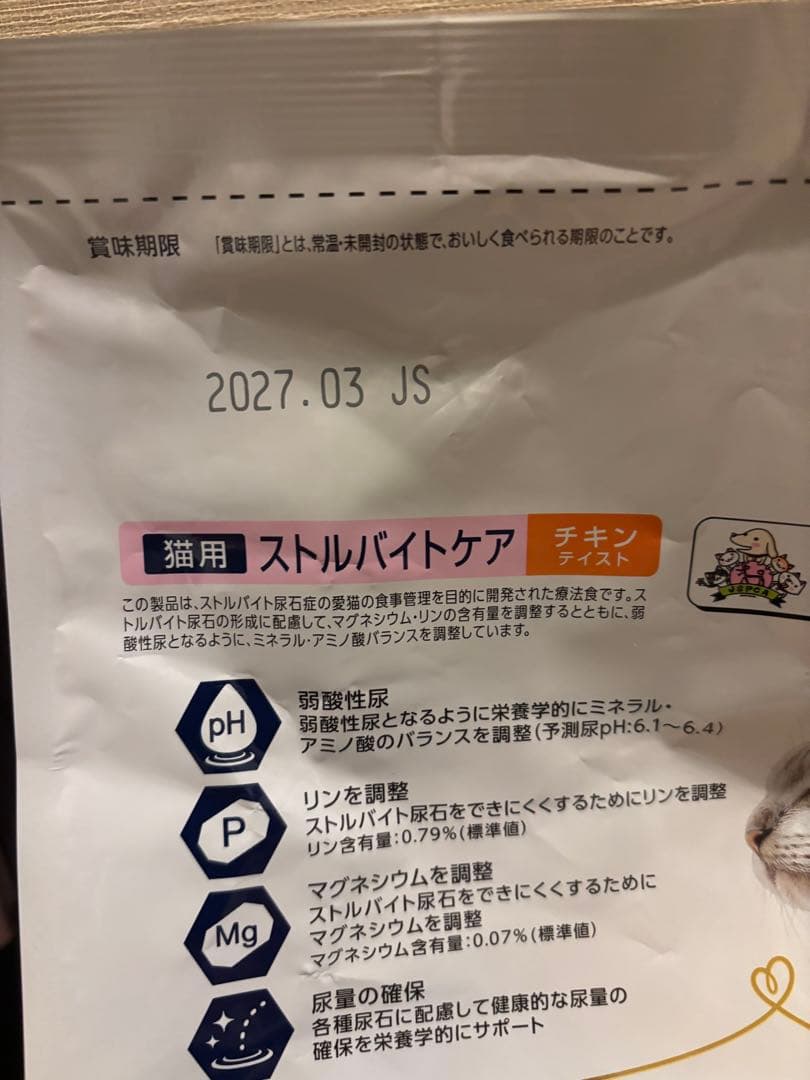 賞味期限 「賞味期限」とは、常温・未開封の状態で、おいしく食べられる期限のことです。
2027.03 JS
猫用 ストルバイトケア チキン
テイスト
この製品は、ストルバイト尿石症の愛猫の食事管理を目的に開発された療法食です。ス
トルバイト尿石の形成に配慮して、マグネシウム・リンの含有量を調整するとともに、弱
酸性尿となるように、ミネラル・アミノ酸バランスを調整しています。
JSPCA
pH
弱酸性尿
弱酸性尿となるように栄養学的にミネラル・
アミノ酸のバランスを調整(予測尿pH:6.1〜6.4)
P
リンを調整
ストルバイト尿石をできにくくするためにリンを調整
リン含有量:0.79%(標準値)
Mg
マグネシウムを調整
ストルバイト尿石をできにくくするために
マグネシウムを調整
マグネシウム含有量:0.07%(標準値)
尿量の確保
各種尿石に配慮して健康的な尿量の
確保を栄養学的にサポート